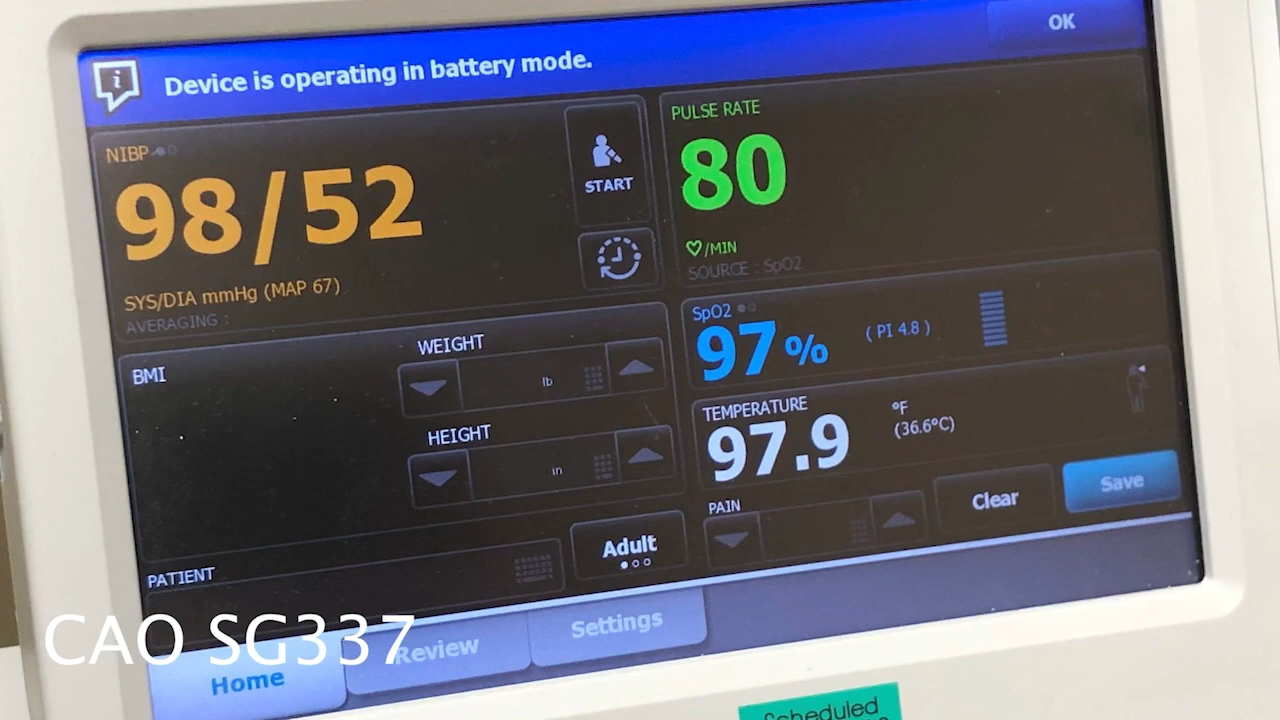 Device is operating in battery mode.
OK
NIBP
98/52
SYS/DIA mmHg (MAP 67)
AVERAGING :
START
PULSE RATE
80
/MIN
SOURCE : SpO2
SpO2
97 %
( PI 4.8 )
BMI
WEIGHT
lb
HEIGHT
in
TEMPERATURE
97.9
°F
(36.6°C)
PAIN
Clear
Save
PATIENT
Adult
CAO SG337
Home
Review
Settings
Scheduled